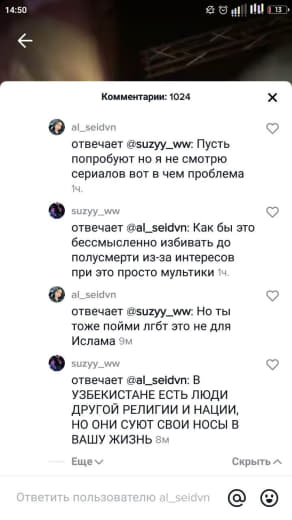 14:50
13
Комментарии: 1024
al_seidvn
отвечает @suzyy_ww: Пусть
попробуют но я не смотрю
сериалов вот в чем проблема
1ч.
suzyy_ww
отвечает @al_seidvn: Как бы это
бессмысленно избивать до
полусмерти из-за интересов
при это просто мультики 1ч.
al_seidvn
отвечает @suzyy_ww: Но ты
тоже пойми лгбт это не для
Ислама 9м
suzyy_ww
отвечает @al_seidvn: В
УЗБЕКИСТАНЕ ЕСТЬ ЛЮДИ
ДРУГОЙ РЕЛИГИИ И НАЦИИ,
НО ОНИ СУЮТ СВОИ НОСЫ В
ВАШУ ЖИЗНЬ 8м
Еще Скрыть
Ответить пользователю al_seidvn